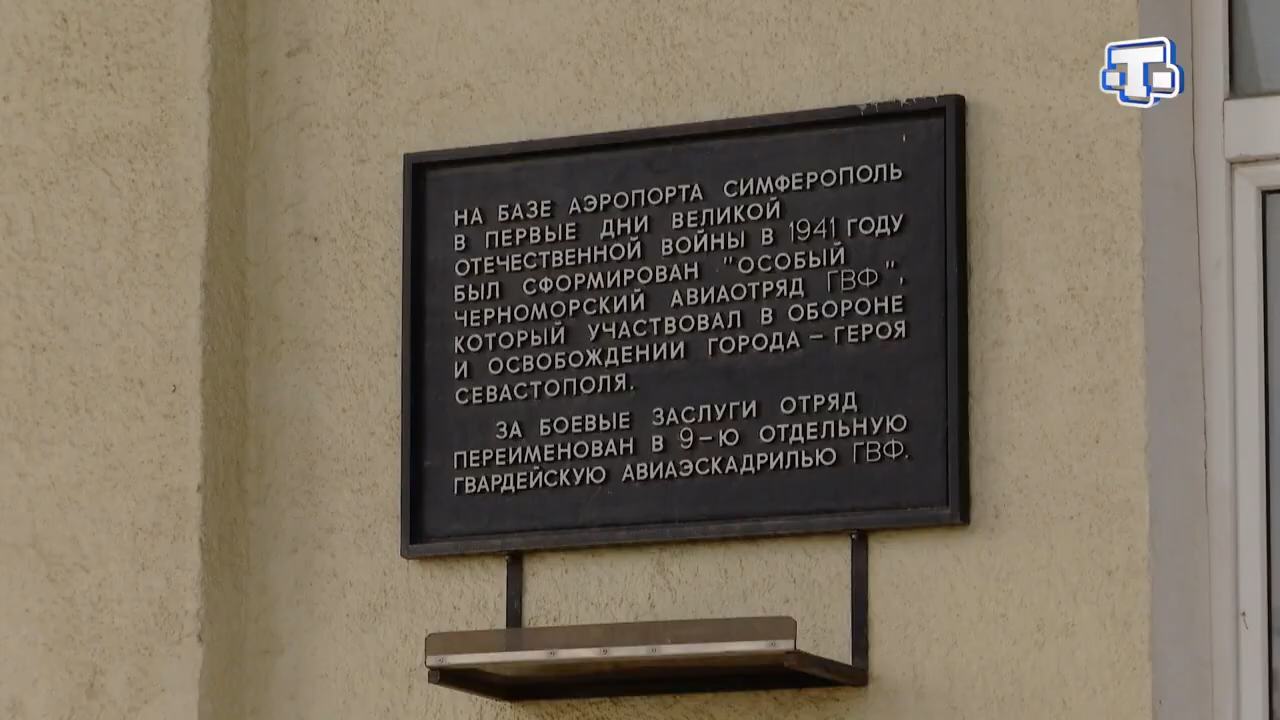 Т
НА БАЗЕ АЭРОПОРТА СИМФЕРОПОЛЬ
В ПЕРВЫЕ ДНИ ВЕЛИКОЙ
ОТЕЧЕСТВЕННОЙ ВОЙНЫ В 1941 ГОДУ
БЫЛ СФОРМИРОВАН "ОСОБЫЙ
ЧЕРНОМОРСКИЙ АВИАОТРЯД ГВФ",
КОТОРЫЙ УЧАСТВОВАЛ В ОБОРОНЕ
И ОСВОБОЖДЕНИИ ГОРОДА – ГЕРОЯ
СЕВАСТОПОЛЯ.
ЗА БОЕВЫЕ ЗАСЛУГИ ОТРЯД
ПЕРЕИМЕНОВАН В 9–Ю ОТДЕЛЬНУЮ
ГВАРДЕЙСКУЮ АВИАЭСКАДРИЛЬЮ ГВФ.